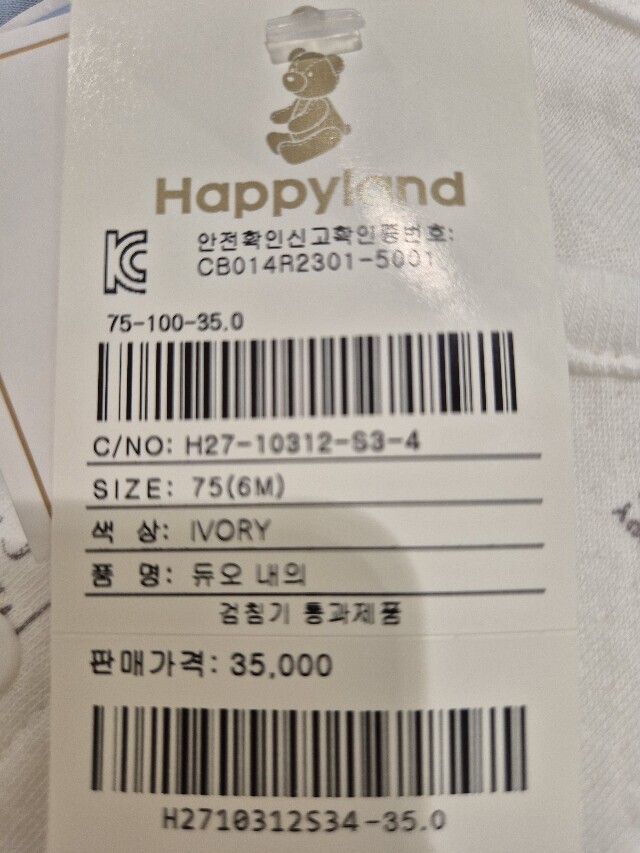 Happyland
안전확인신고확인증번호:
CB014R2301-5001
75-100-35.0
C/NO: H27-10312-S3-4
SIZE: 75(6M)
색 상: IVORY
품 명: 듀오 내의
검침기 통과제품
판매가격: 35,000
H2710312S34-35.0